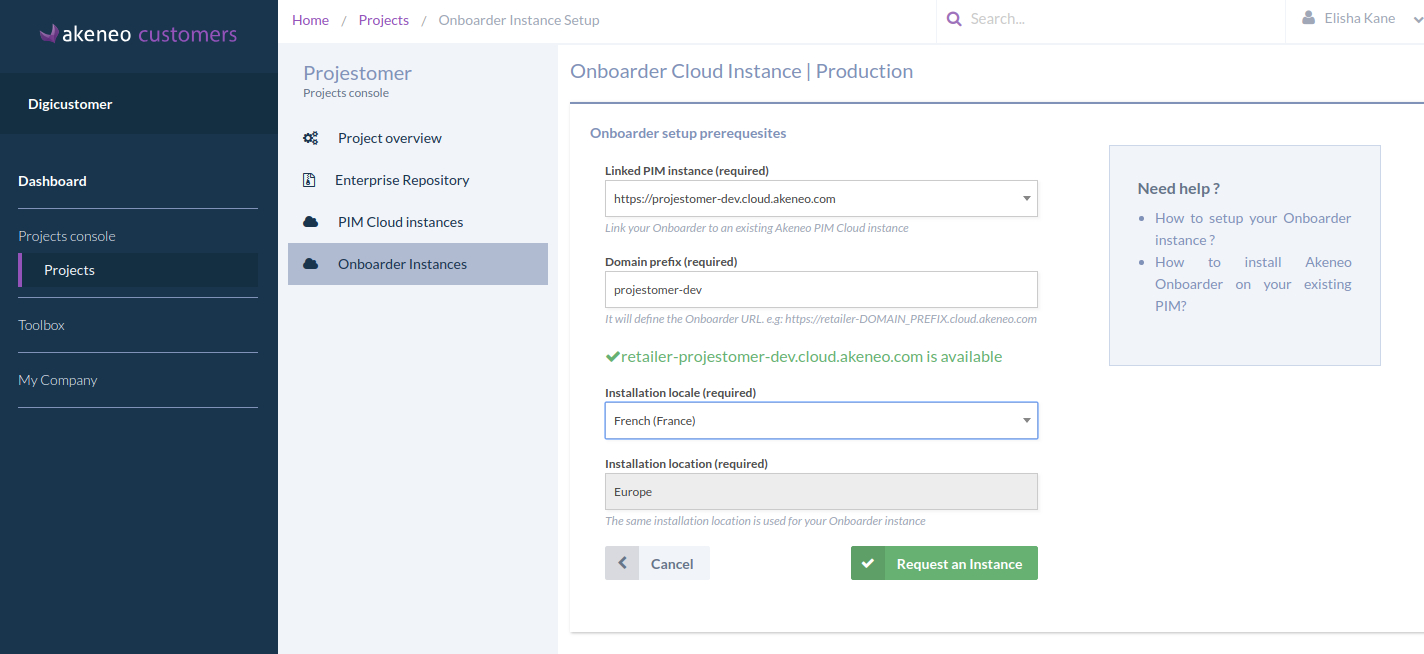 akeneo customers
Digicustomer
Dashboard
Projects console
Projects
Toolbox
My Company
Home / Projects / Onboarder Instance Setup
Search...
Elisha Kane
Projestomer
Projects console
Project overview
Enterprise Repository
PIM Cloud instances
Onboarder Instances
Onboarder Cloud Instance | Production
Onboarder setup prerequesites
Linked PIM instance (required)
https://projestomer-dev.cloud.akeneo.com
Link your Onboarder to an existing Akeneo PIM Cloud instance
Domain prefix (required)
projestomer-dev
It will define the Onboarder URL. e.g: https://retailer-DOMAIN_PREFIX.cloud.akeneo.com
retailer-projestomer-dev.cloud.akeneo.com is available
Installation locale (required)
French (France)
Installation location (required)
Europe
The same installation location is used for your Onboarder instance
Cancel
Request an Instance
Need help ?
How to setup your Onboarder
instance ?
How to install Akeneo
Onboarder on your existing
PIM?